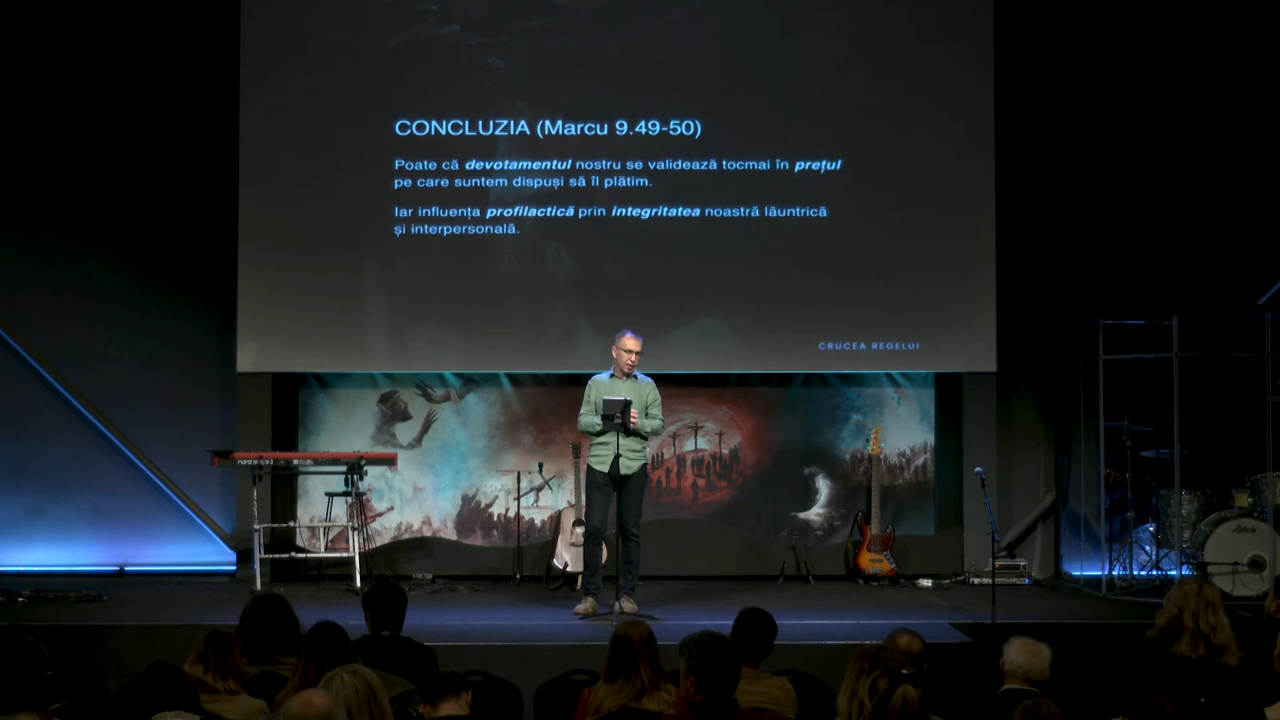 CONCLUZIA (Marcu 9.49-50)
Poate că devotamentul nostru se validează tocmai în prețul
pe care suntem dispuși să îl plătim.
Iar influența profilactică prin integritatea noastră lăuntrică
și interpersonală.
CRUCEA REGELUI
nord